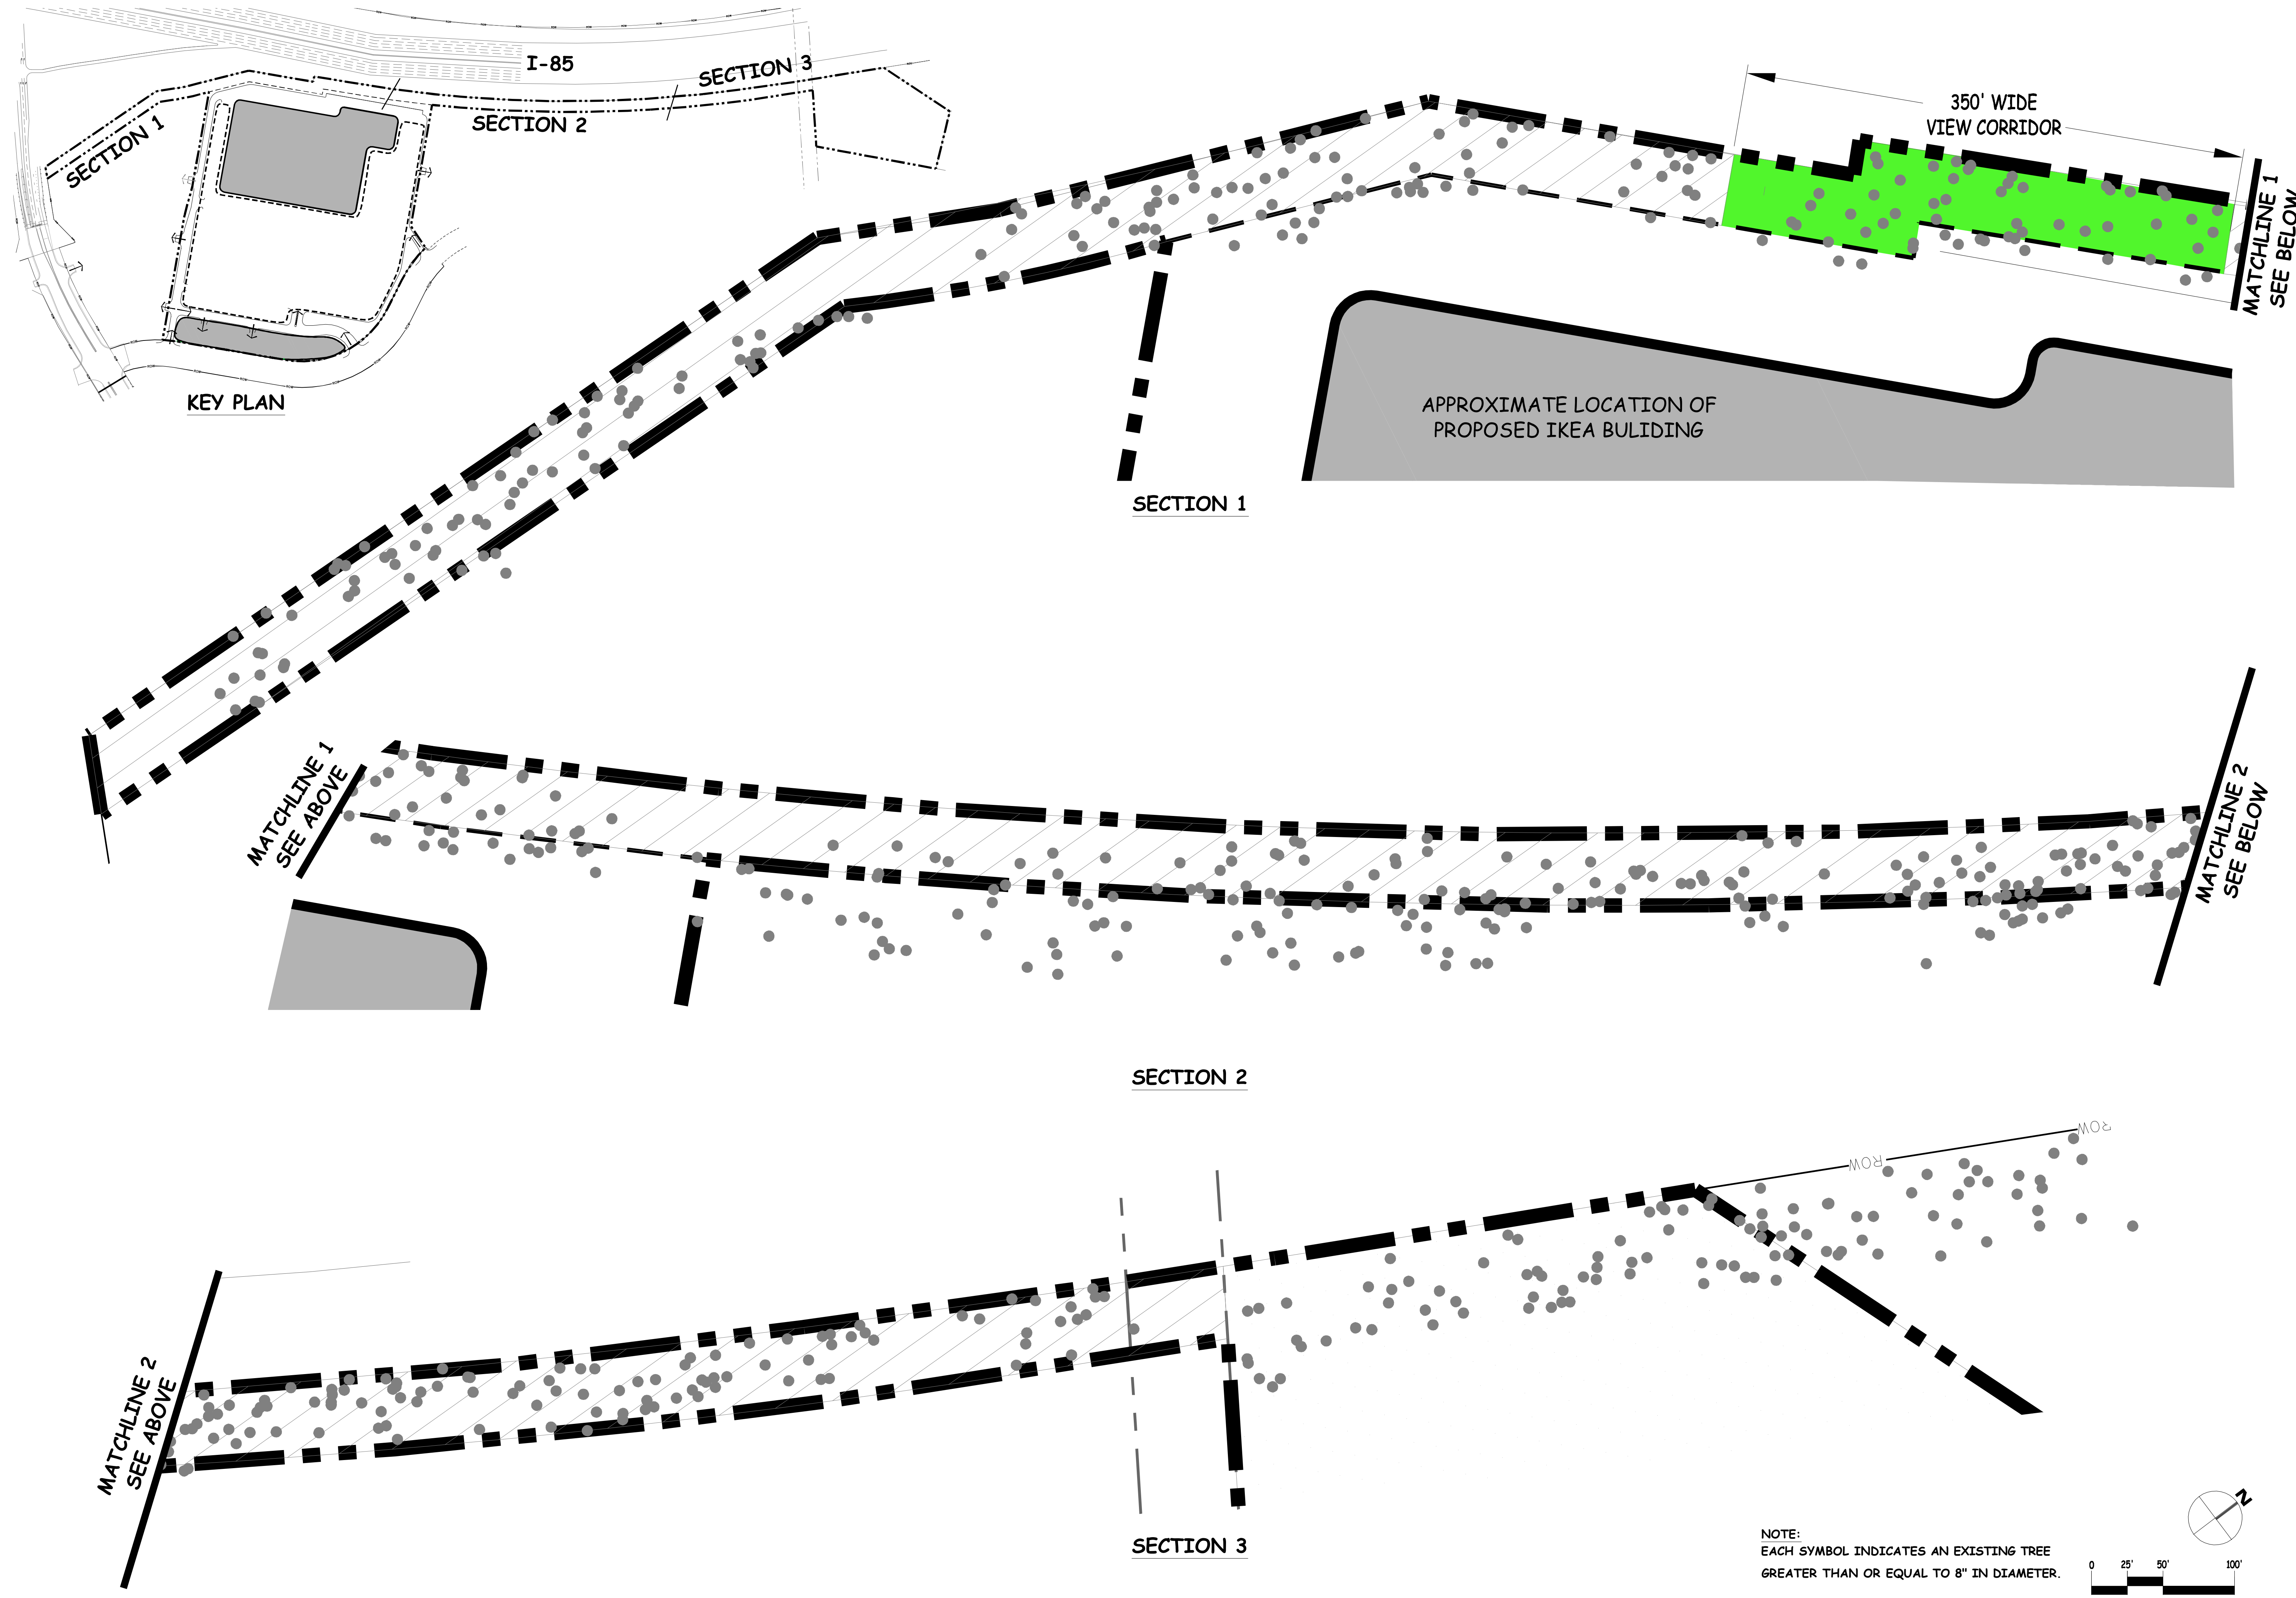 I-85
SECTION 3
SECTION 2
SECTION 1
KEY PLAN
350' WIDE
VIEW CORRIDOR
MATCHLINE 1
SEE BELOW
APPROXIMATE LOCATION OF
PROPOSED IKEA BULIDING
SECTION 1
MATCHLINE 1
SEE ABOVE
MATCHLINE 2
SEE BELOW
SECTION 2
ROW
ROW
MATCHLINE 2
SEE ABOVE
SECTION 3
N
NOTE:
EACH SYMBOL INDICATES AN EXISTING TREE
GREATER THAN OR EQUAL TO 8" IN DIAMETER.
0 25' 50' 100'